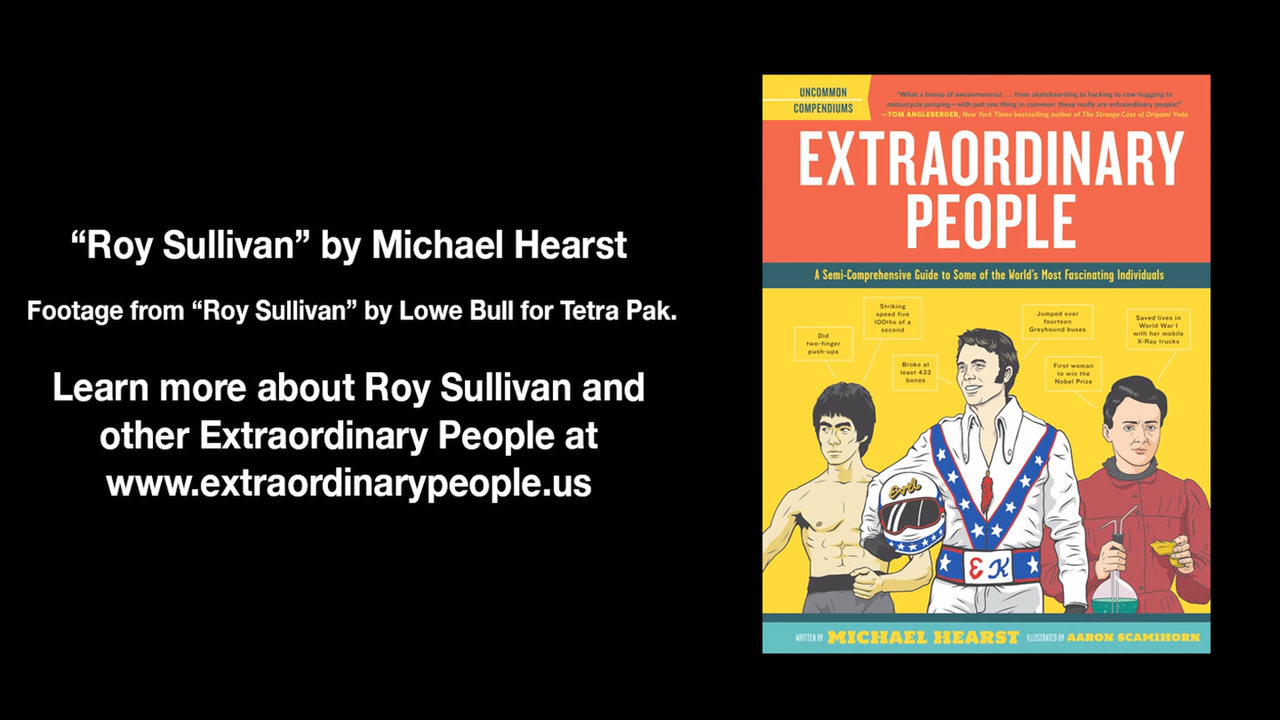 “Roy Sullivan” by Michael Hearst
Footage from “Roy Sullivan” by Lowe Bull for Tetra Pak.
Learn more about Roy Sullivan and
other Extraordinary People at
www.extraordinarypeople.us
UNCOMMON
COMPENDIUMS
"What a lineup of awesomeness! . . . from skateboarding to hacking to cow-hugging to
motorcycle jumping—with just one thing in common: these really are extraordinary people!"
—TOM ANGLEBERGER, New York Times bestselling author of The Strange Case of Origami Yoda
EXTRAORDINARY
PEOPLE
A Semi-Comprehensive Guide to Some of the World's Most Fascinating Individuals
Did
two-finger
push-ups
Striking
speed five
100ths of a
second
Broke at
least 433
bones
Jumped over
fourteen
Greyhound buses
First woman
to win the
Nobel Prize
Saved lives in
World War I
with her mobile
X-Ray trucks
Evel
EK
WRITTEN BY MICHAEL HEARST ILLUSTRATED BY AARON SCAMIHORN